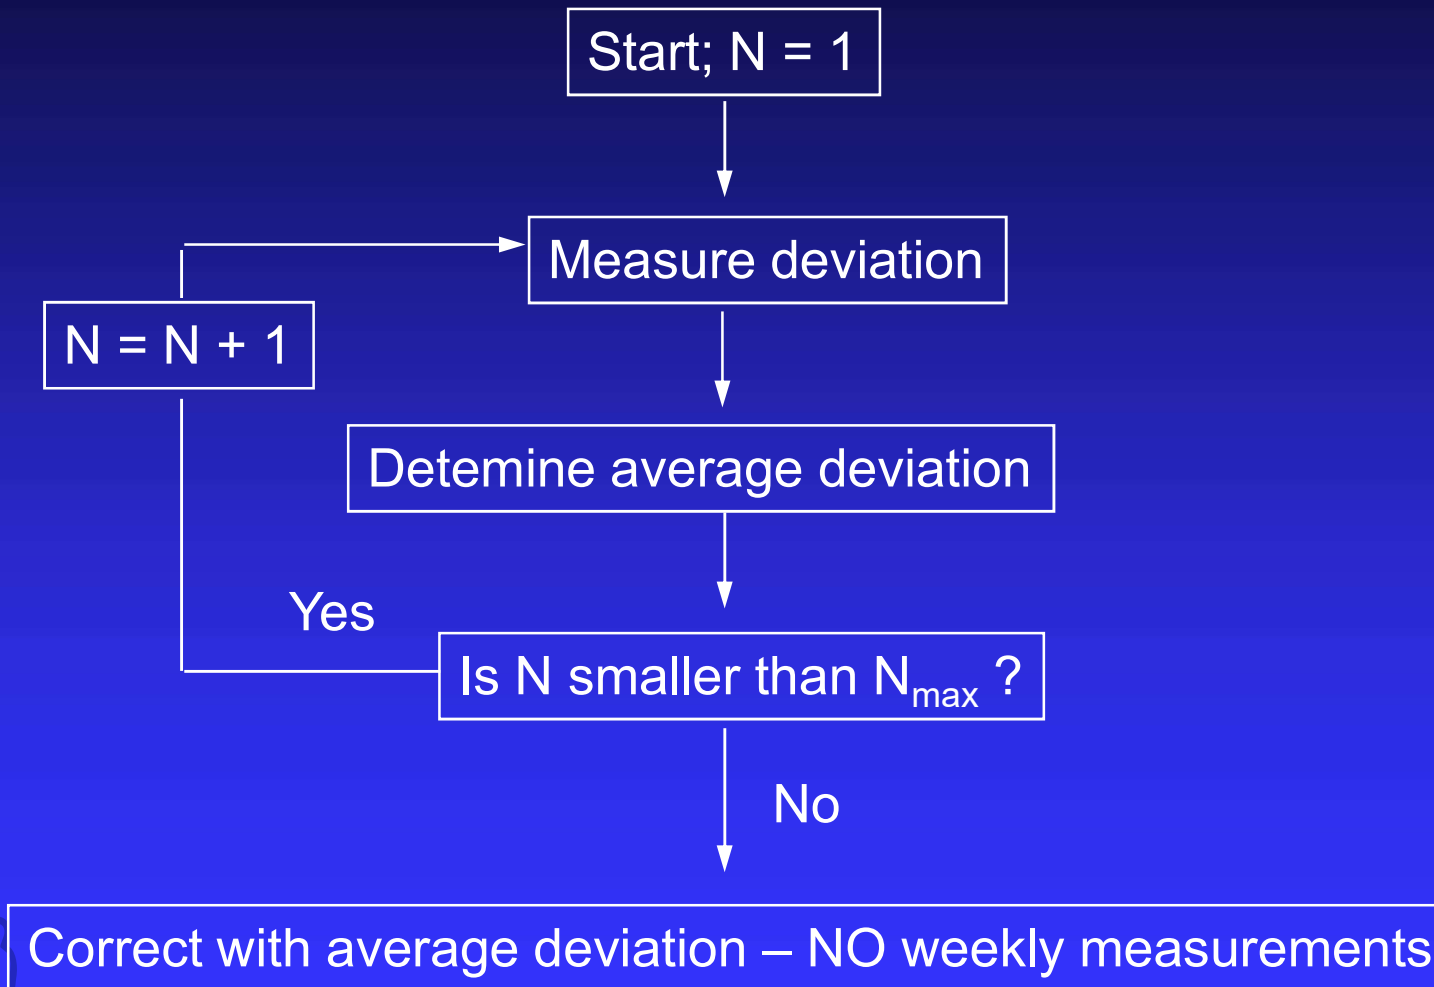 Start; N = 1
Measure deviation
N = N + 1
Detemine average deviation
Yes
Is N smaller than Nmax ?
No
Correct with average deviation – NO weekly measurements